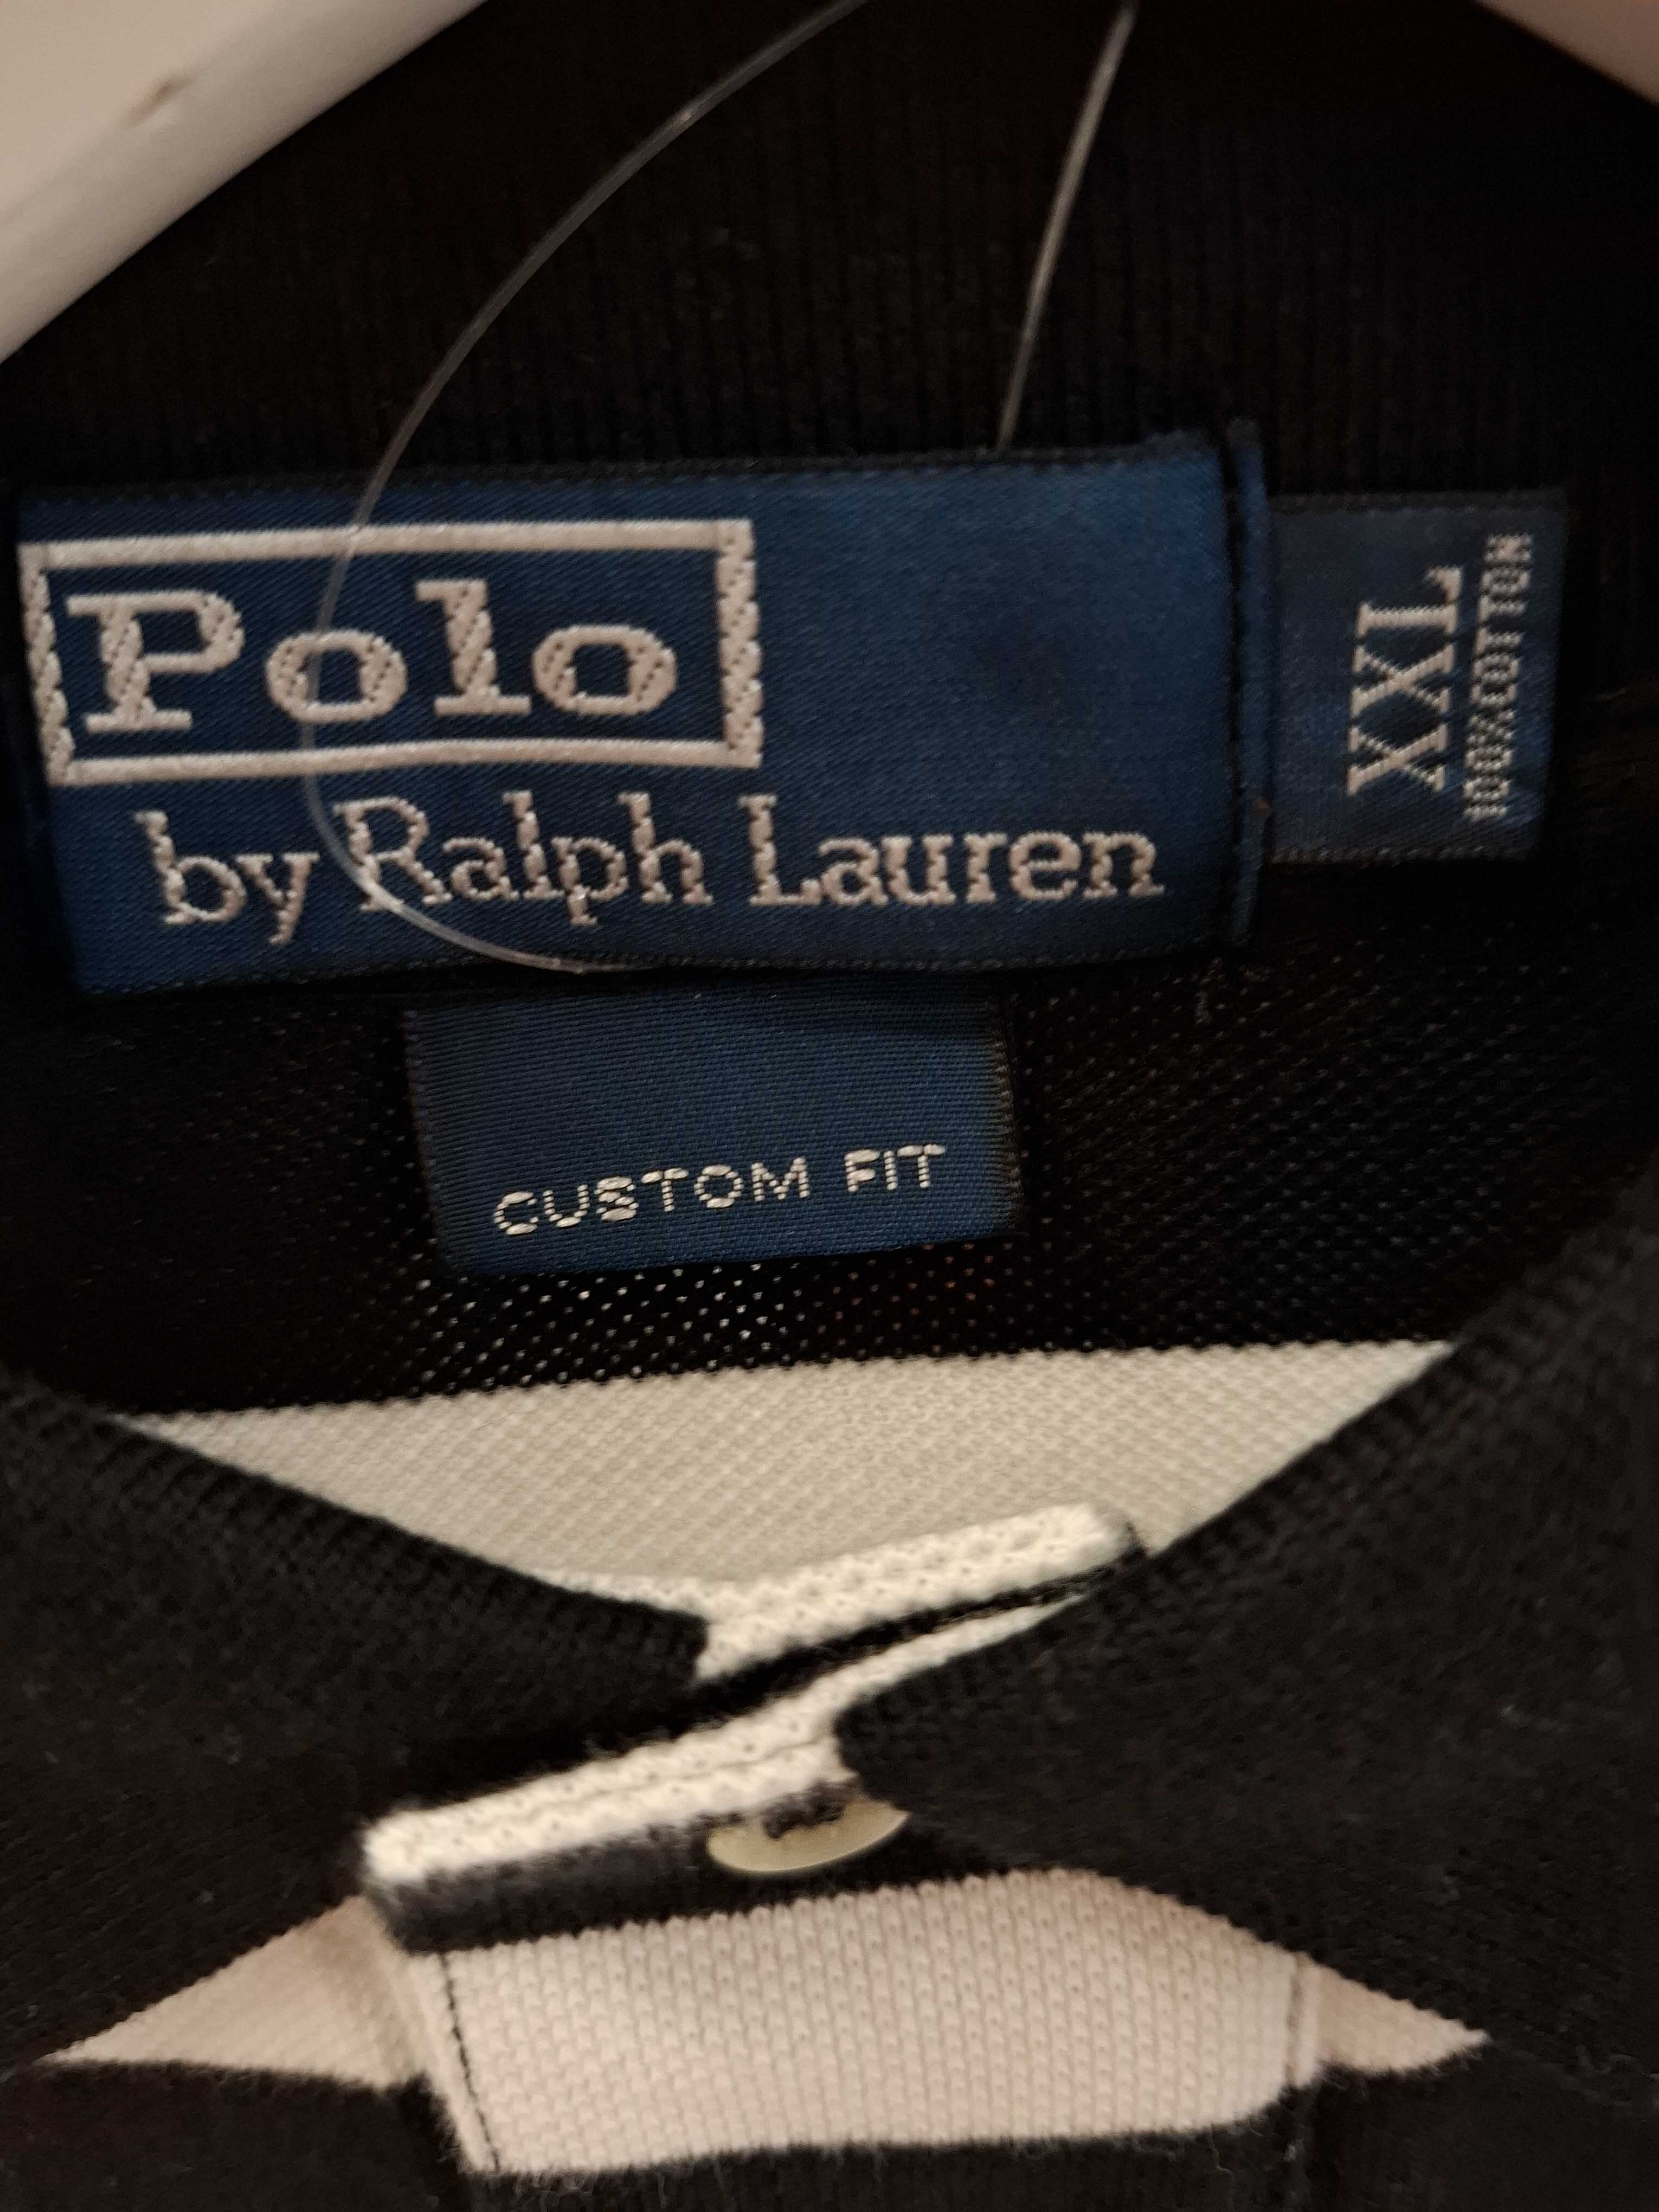 Polo
by Ralph Lauren
XXL
100% COTTON
CUSTOM FIT